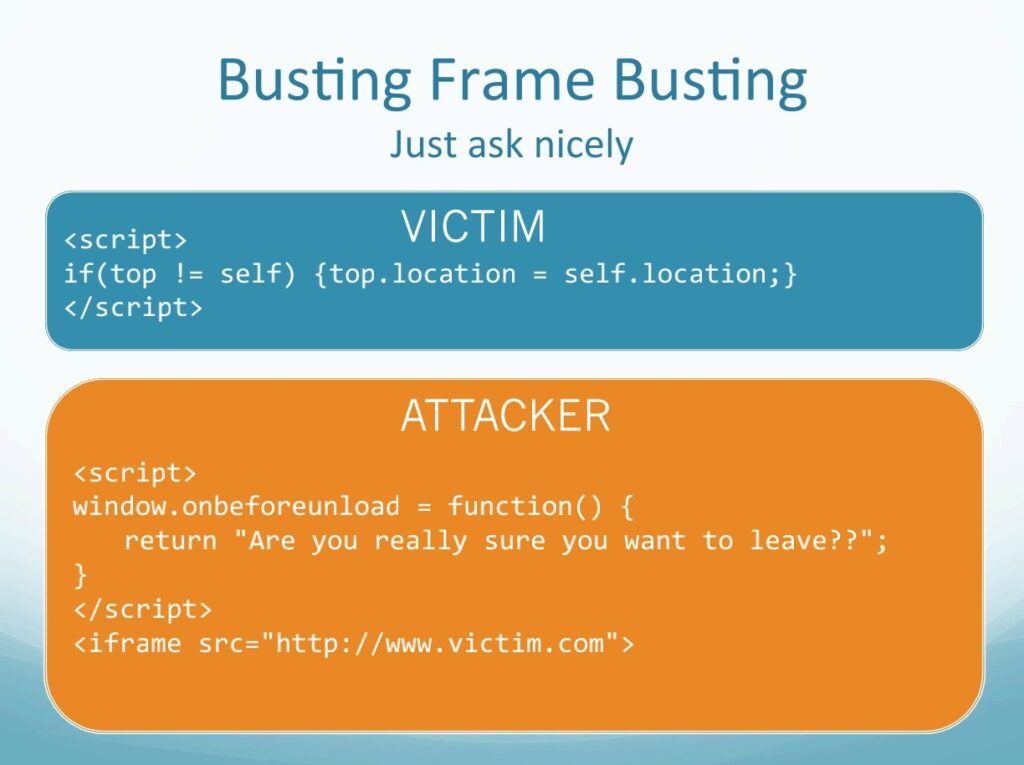 Busting Frame Busting
Just ask nicely
VICTIM
<script>
if(top != self) {top.location = self.location;}
</script>
ATTACKER
<script>
window.onbeforeunload = function() {
return "Are you really sure you want to leave??";
}
</script>
<iframe src="http://www.victim.com">